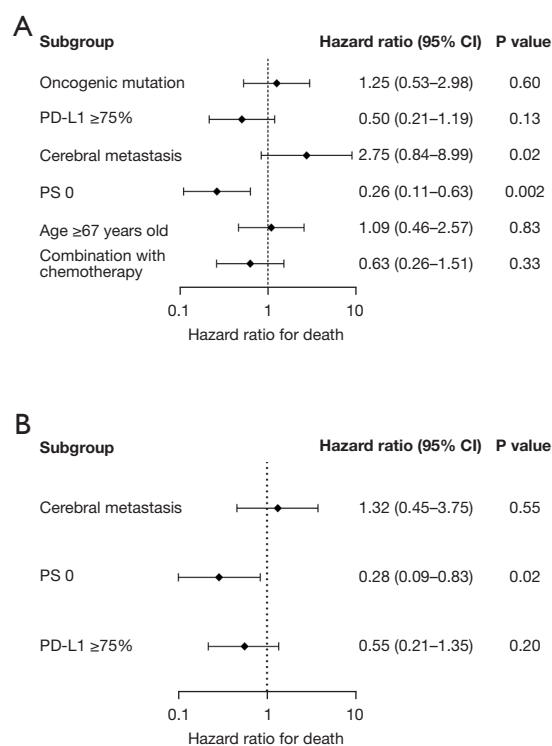 A
Subgroup Hazard ratio (95% CI) P value
Oncogenic mutation 1.25 (0.53–2.98) 0.60
PD-L1 ≥75% 0.50 (0.21–1.19) 0.13
Cerebral metastasis 2.75 (0.84–8.99) 0.02
PS 0 0.26 (0.11–0.63) 0.002
Age ≥67 years old 1.09 (0.46–2.57) 0.83
Combination with
chemotherapy 0.63 (0.26–1.51) 0.33
0.1 1 10
Hazard ratio for death
B
Subgroup Hazard ratio (95% CI) P value
Cerebral metastasis 1.32 (0.45–3.75) 0.55
PS 0 0.28 (0.09–0.83) 0.02
PD-L1 ≥75% 0.55 (0.21–1.35) 0.20
0.1 1 10
Hazard ratio for death